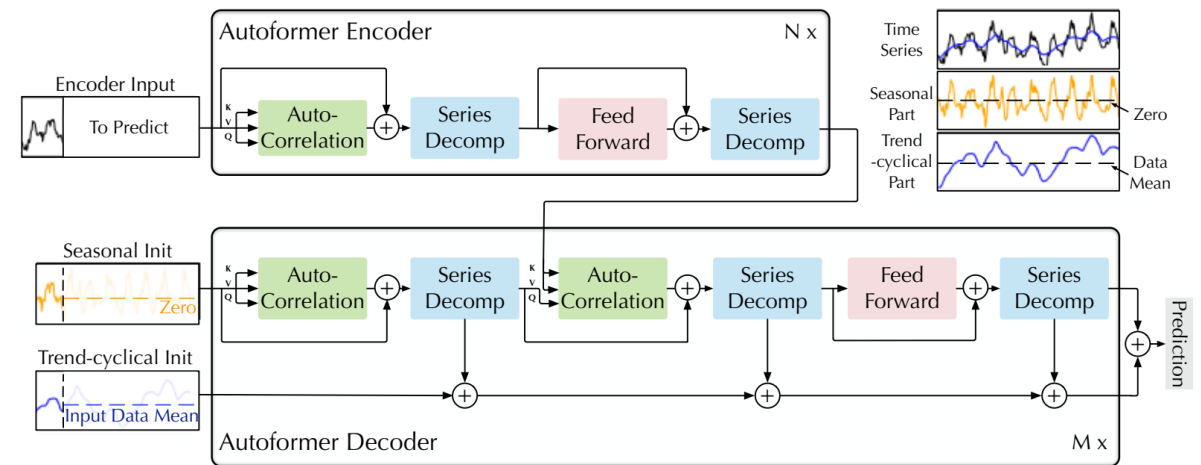 Autoformer Encoder
N x
Encoder Input
To Predict
K
V
Q
Auto-
Correlation
+
Series
Decomp
Feed
Forward
+
Series
Decomp
Time
Series
Seasonal
Part
Zero
Trend
-cyclical
Part
Data
Mean
Seasonal Init
Zero
K
V
Q
Auto-
Correlation
+
Series
Decomp
K
V
Q
Auto-
Correlation
+
Series
Decomp
Feed
Forward
+
Series
Decomp
Trend-cyclical Init
Input Data Mean
+
+
+
+
Prediction
Autoformer Decoder
M x